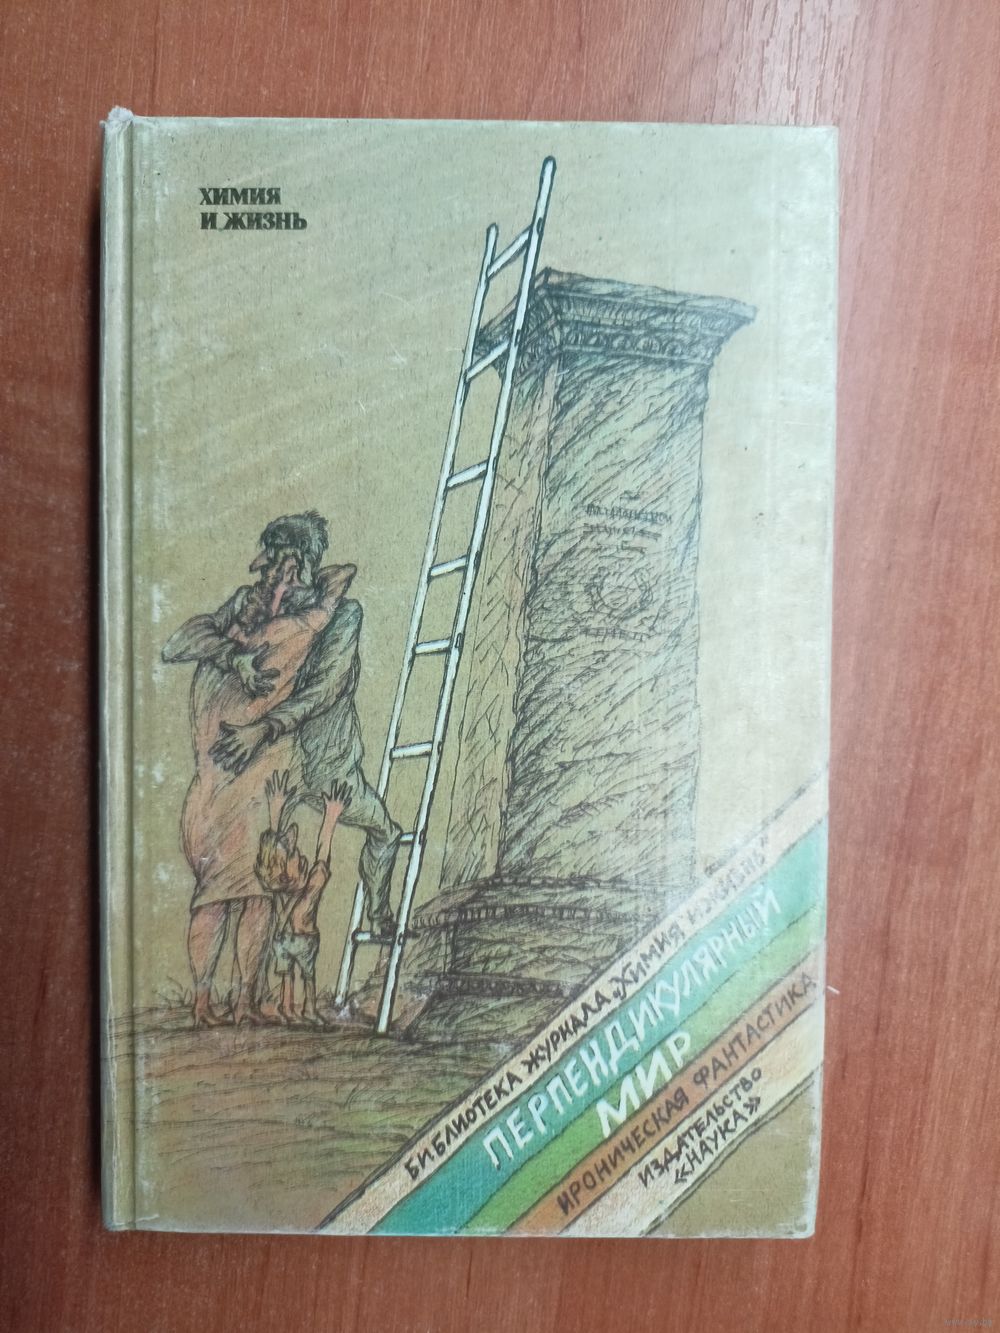 ХИМИЯ
И ЖИЗНЬ
БИБЛИОТЕКА ЖУРНАЛА „ХИМИЯ И ЖИЗНЬ“
ПЕРПЕНДИКУЛЯРНЫЙ
МИР
ИРОНИЧЕСКАЯ ФАНТАСТИКА
ИЗДАТЕЛЬСТВО
«НАУКА»